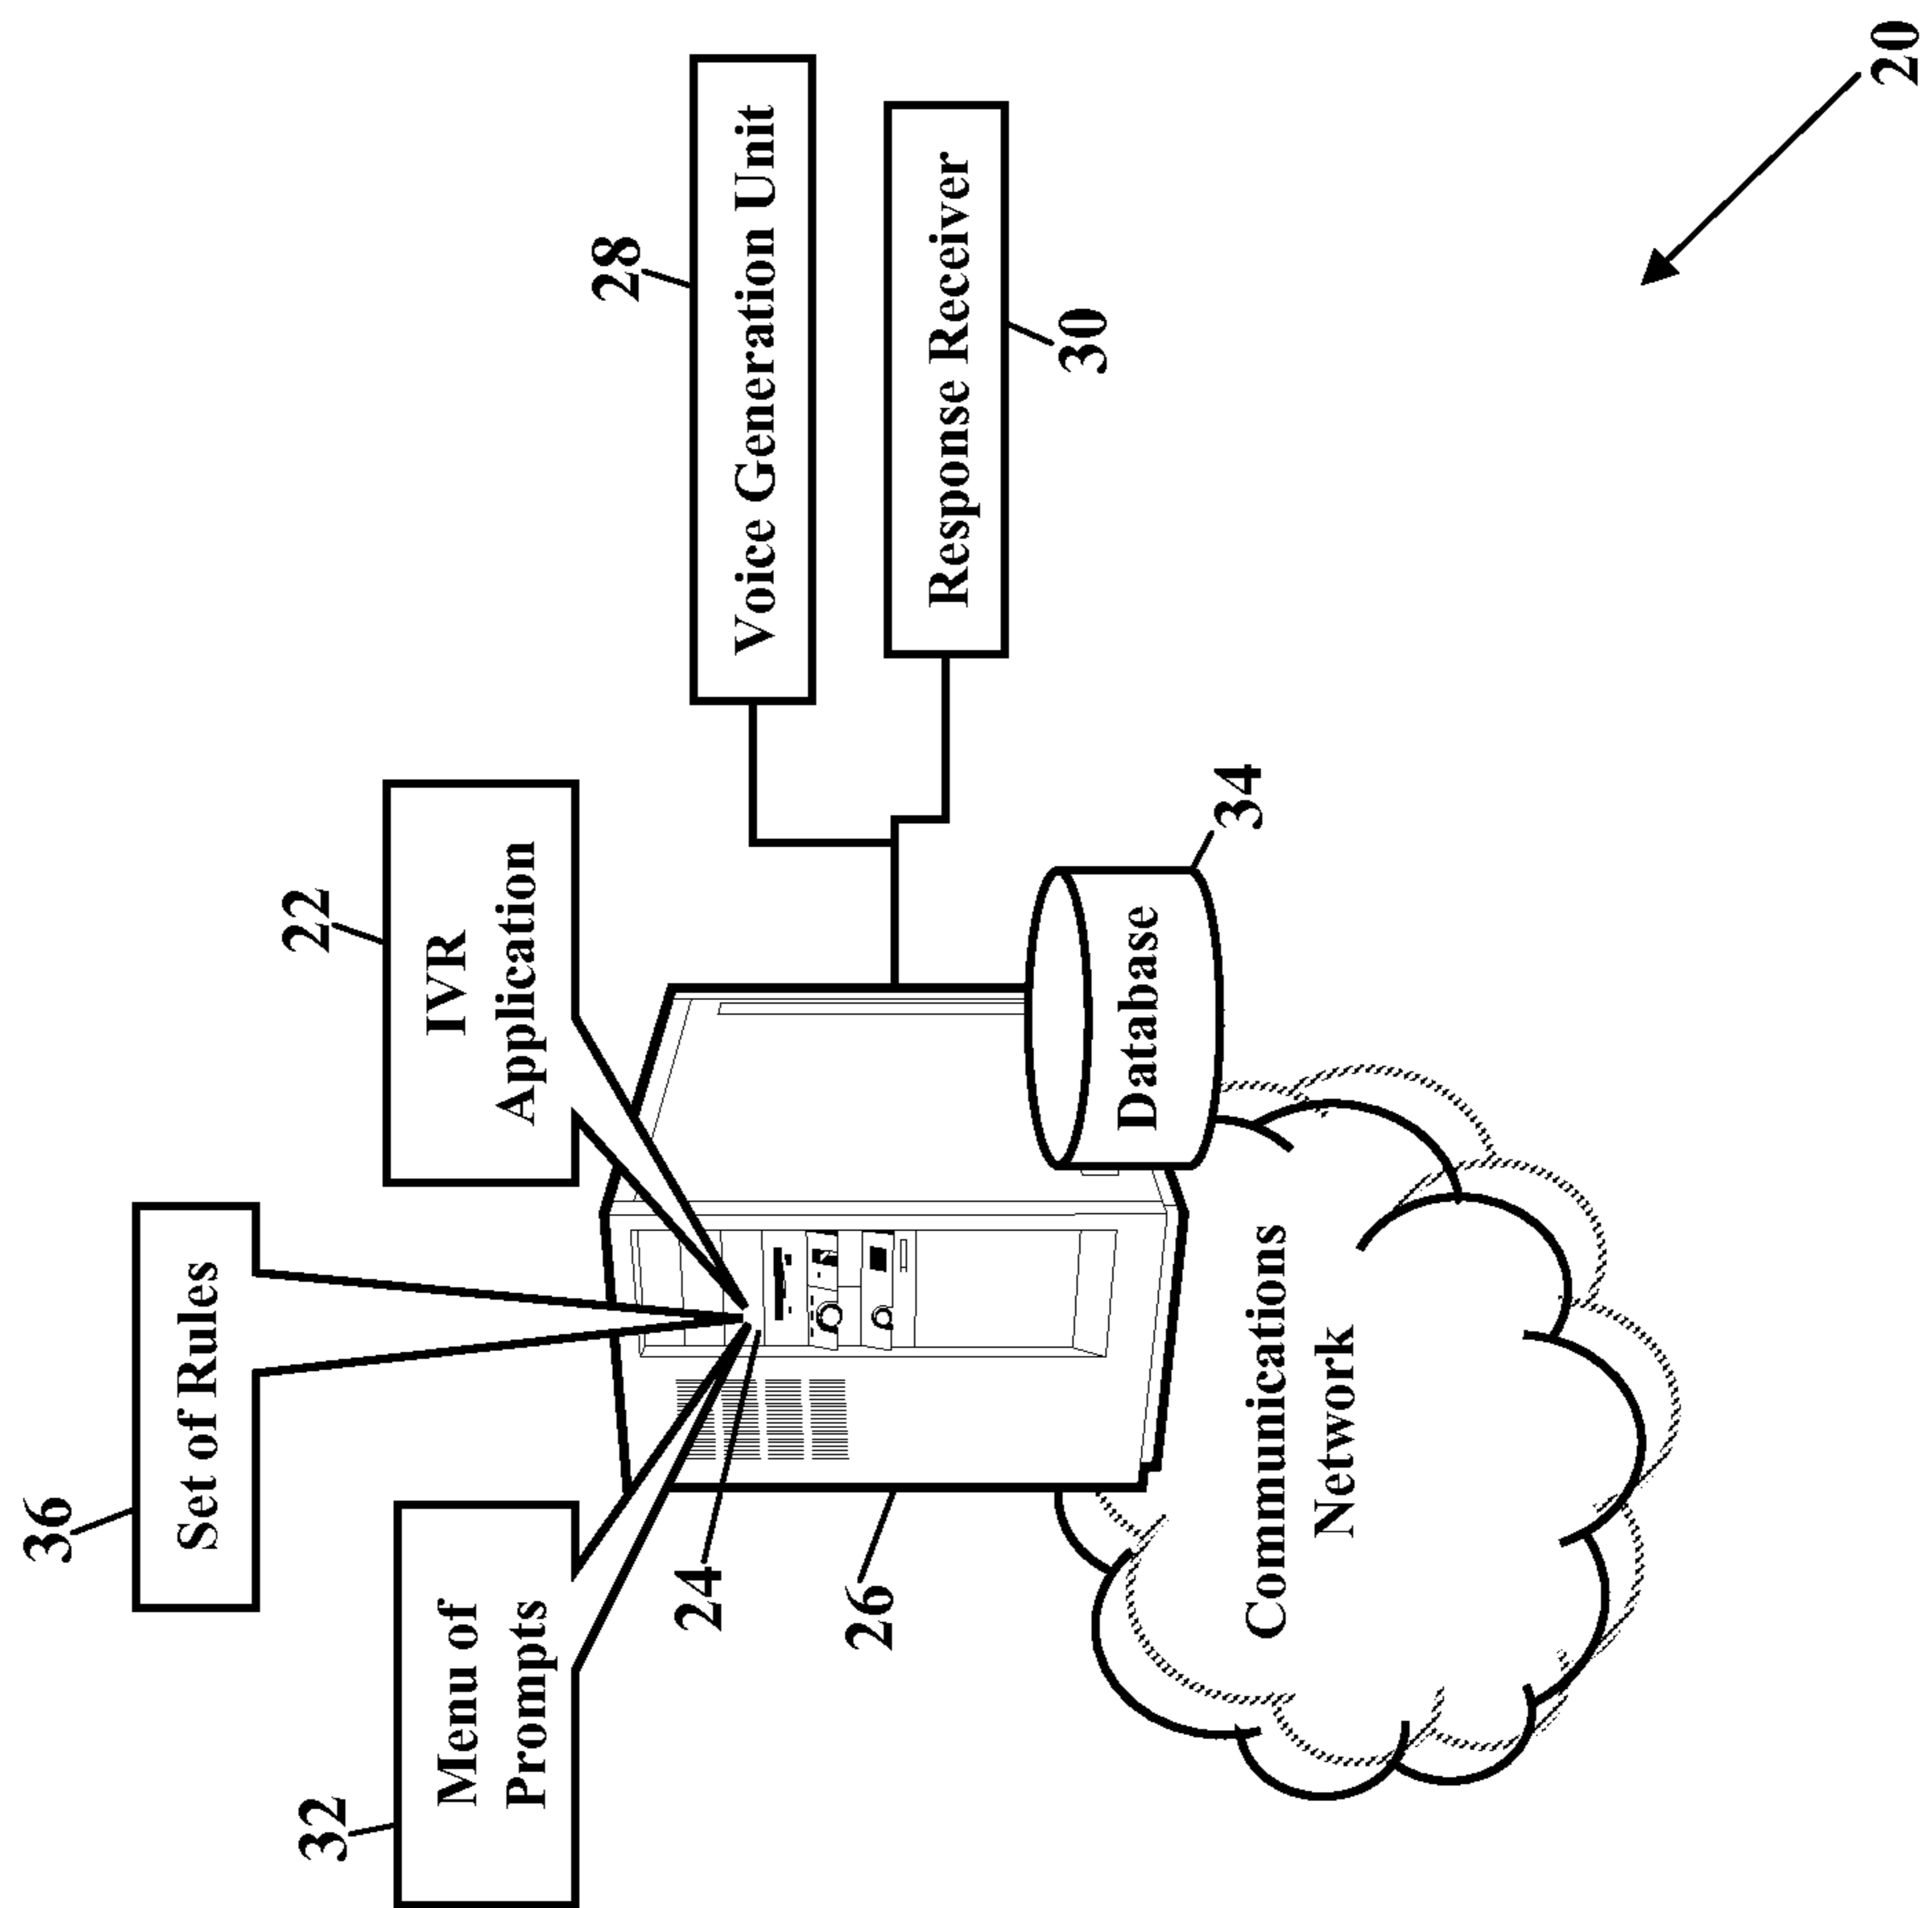 36
Set of Rules
32
Menu of
Prompts
22
IVR
Application
24
26
28
Voice Generation Unit
Response Receiver
30
34
Database
Communications
Network
20